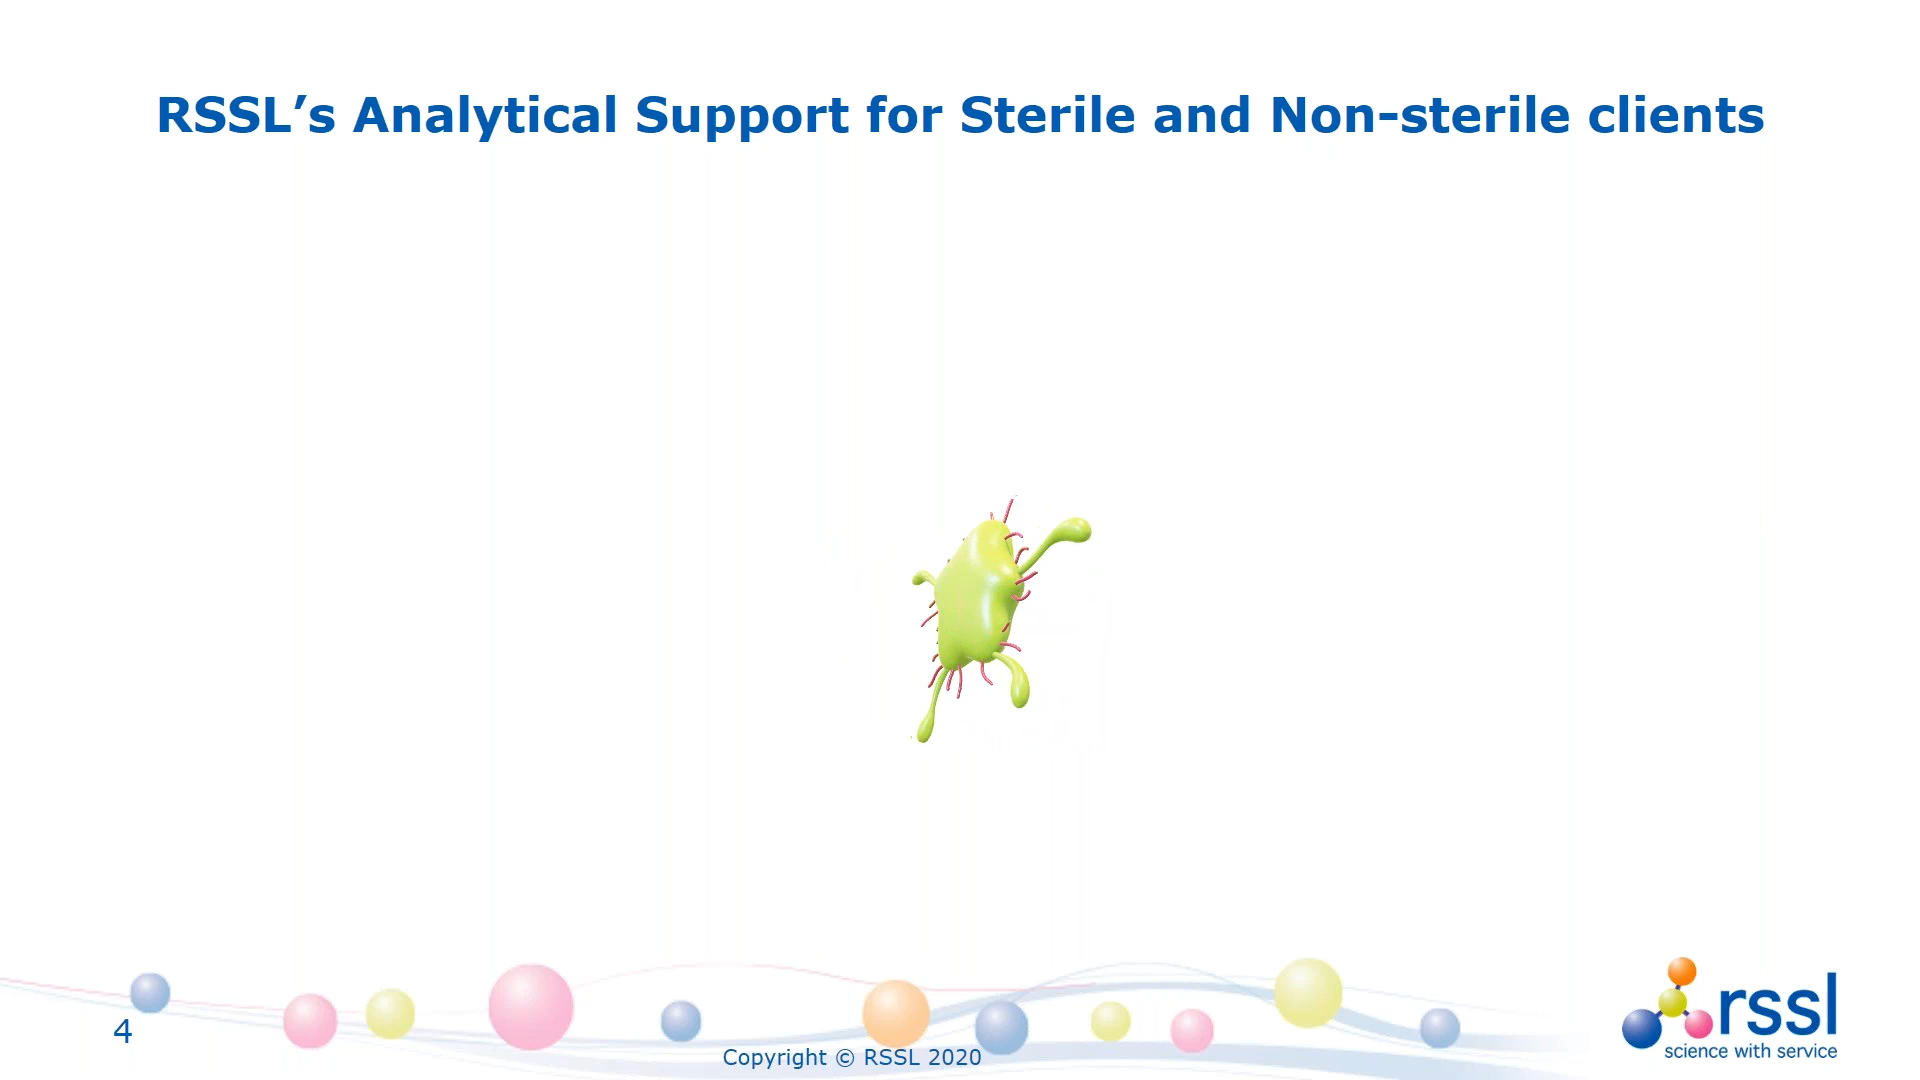 RSSL’s Analytical Support for Sterile and Non-sterile clients
4
Copyright © RSSL 2020
rssl
science with service